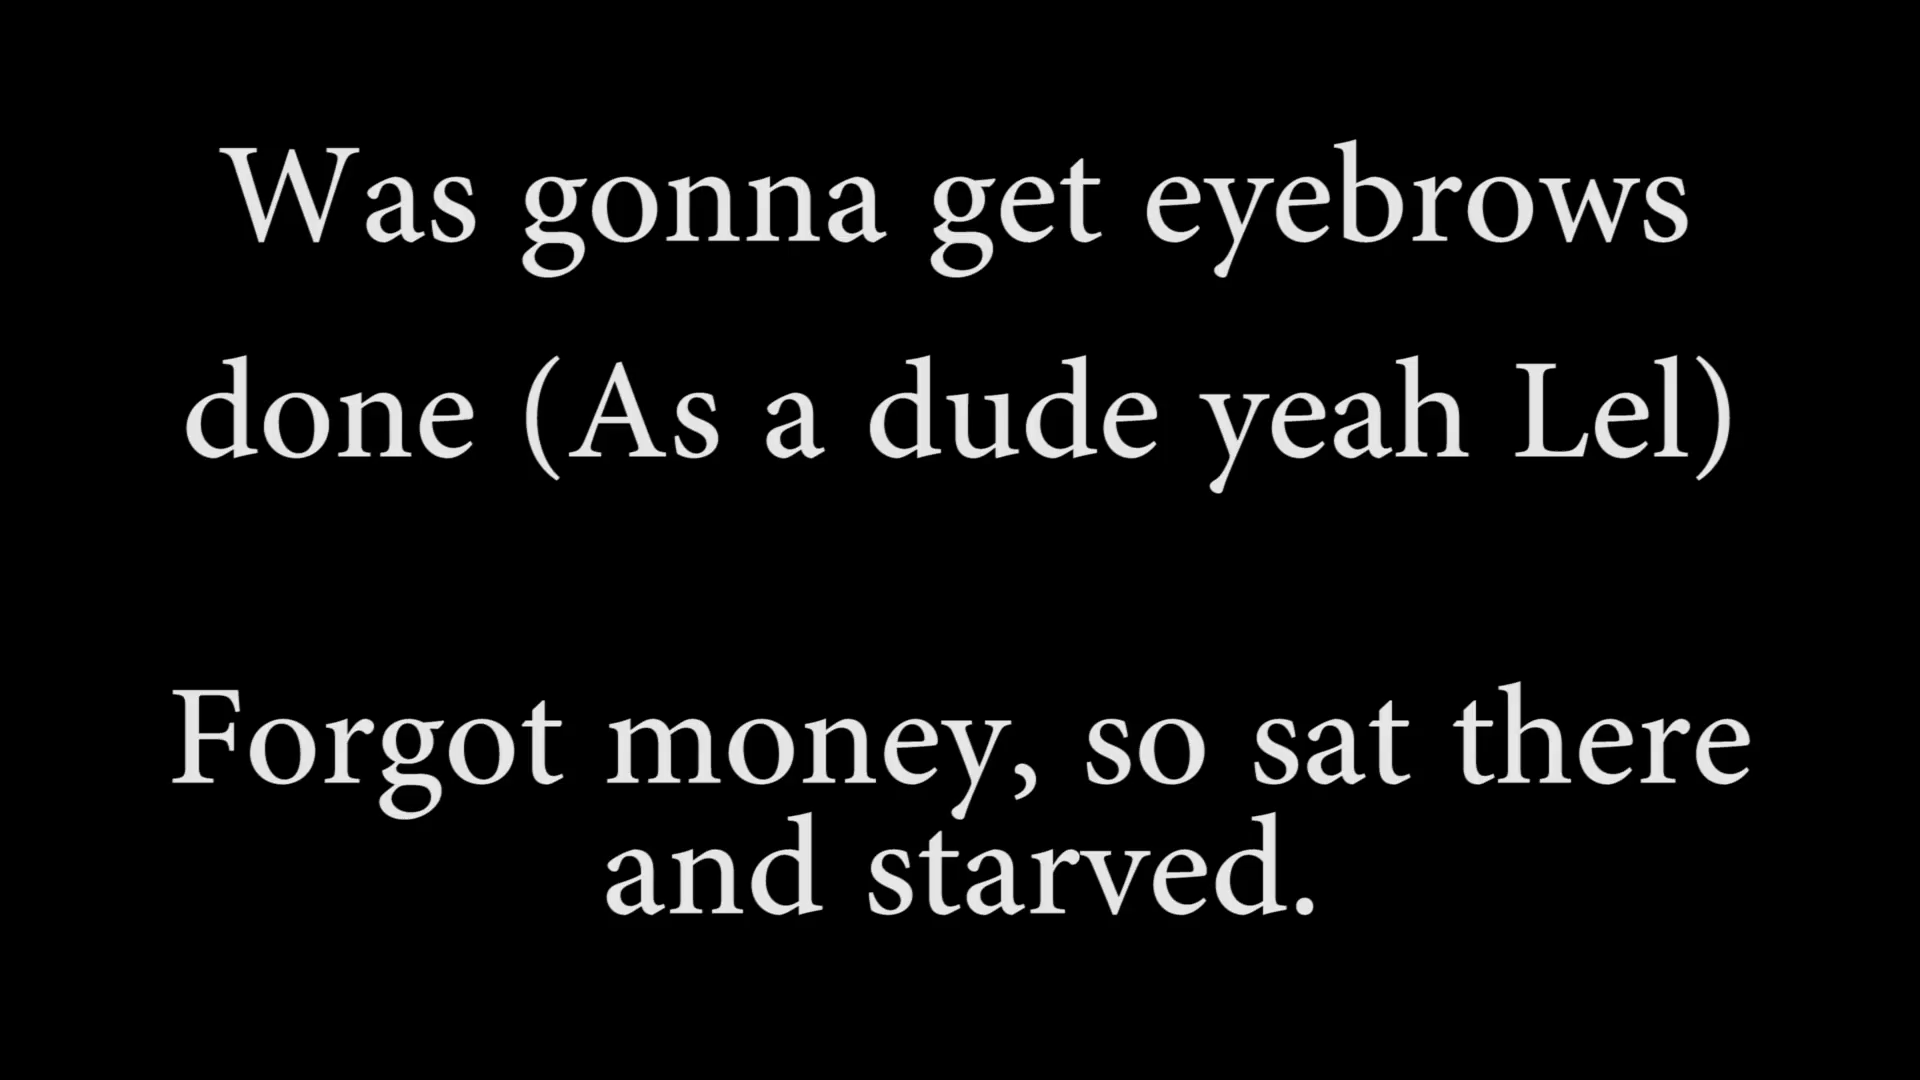 Was gonna get eyebrows
done (As a dude yeah Lel)
Forgot money, so sat there
and starved.